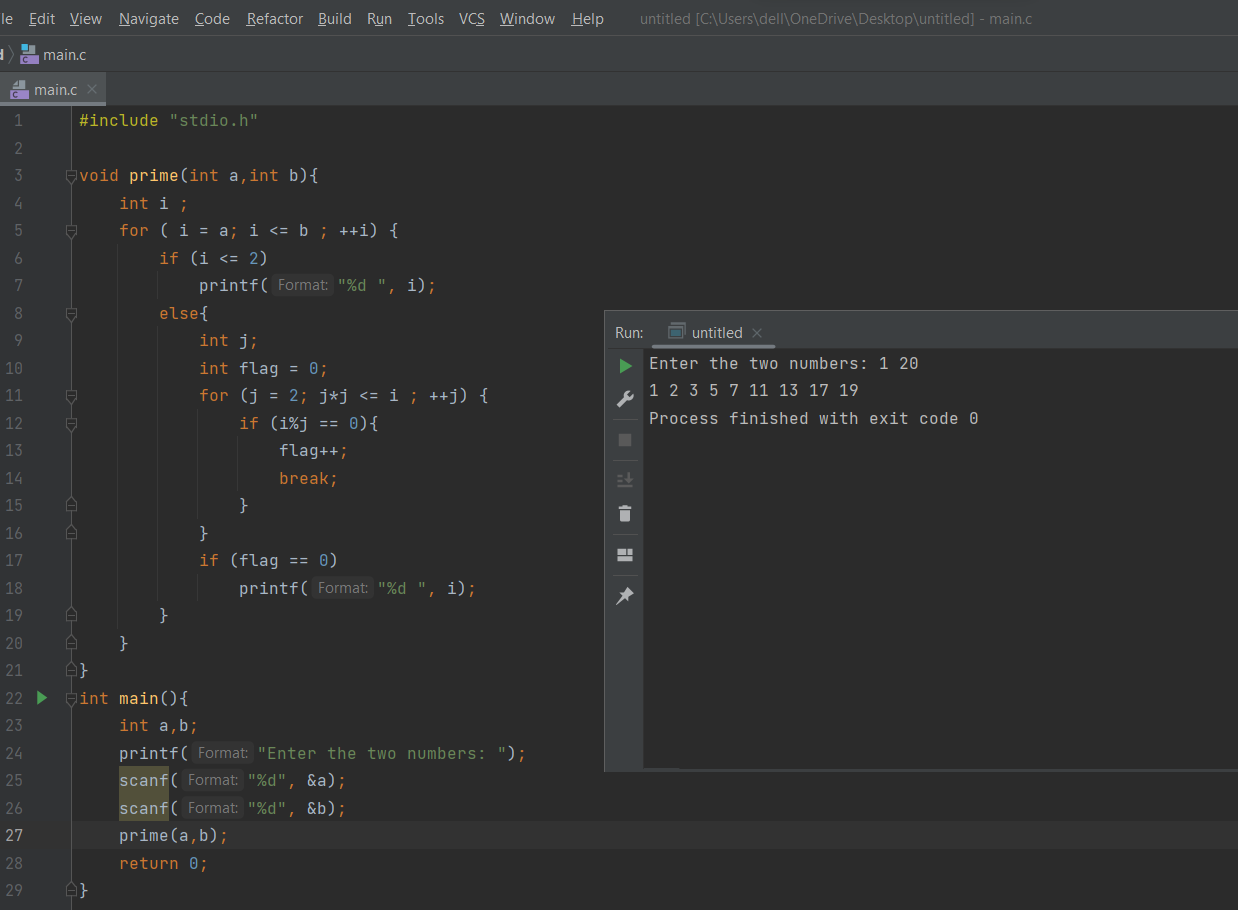 le Edit View Navigate Code Refactor Build Run Tools VCS Window Help untitled [C:\Users\dell\OneDrive\Desktop\untitled] - main.c
d main.c
main.c
1 #include "stdio.h"
2
3 void prime(int a,int b){
4 int i ;
5 for ( i = a; i <= b ; ++i) {
6 if (i <= 2)
7 printf( Format: "%d ", i);
8 else{
9 int j;
10 int flag = 0;
11 for (j = 2; j*j <= i ; ++j) {
12 if (i%j == 0){
13 flag++;
14 break;
15 }
16 }
17 if (flag == 0)
18 printf( Format: "%d ", i);
19 }
20 }
21 }
22 int main(){
23 int a,b;
24 printf( Format: "Enter the two numbers: ");
25 scanf( Format: "%d", &a);
26 scanf( Format: "%d", &b);
27 prime(a,b);
28 return 0;
29 }
Run: untitled
Enter the two numbers: 1 20
1 2 3 5 7 11 13 17 19
Process finished with exit code 0